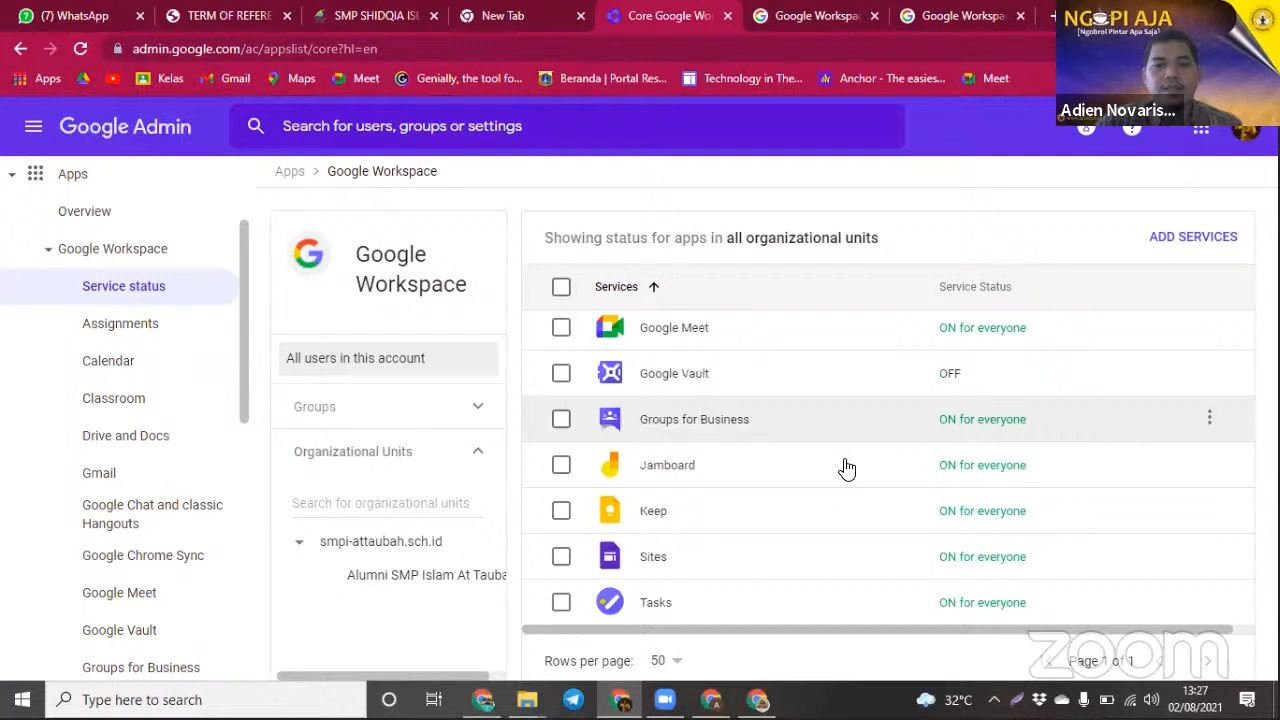 (7) WhatsApp
TERM OF REFERE
SMP SHIDQIA ISL
New Tab
Core Google Wo
Google Workspa
Google Workspa
NGOPI AJA
[Ngobrol Pintar Apa Saja]
Adien Novaris...
admin.google.com/ac/appslist/core?hl=en
Apps
Kelas
Gmail
Maps
Meet
Genially, the tool fo...
Beranda | Portal Res...
Technology in The...
Anchor - The easies...
Meet
Google Admin
Search for users, groups or settings
Apps
Overview
Google Workspace
Service status
Assignments
Calendar
Classroom
Drive and Docs
Gmail
Google Chat and classic
Hangouts
Google Chrome Sync
Google Meet
Google Vault
Groups for Business
Apps > Google Workspace
Google
Workspace
All users in this account
Groups
Organizational Units
Search for organizational units
smpi-attaubah.sch.id
Alumni SMP Islam At Tauba
Showing status for apps in all organizational units
ADD SERVICES
Services
Service Status
Google Meet ON for everyone
Google Vault OFF
Groups for Business ON for everyone
Jamboard ON for everyone
Keep ON for everyone
Sites ON for everyone
Tasks ON for everyone
Rows per page: 50
Page 1 of 1
zoom
Type here to search
32°C
13:27
02/08/2021